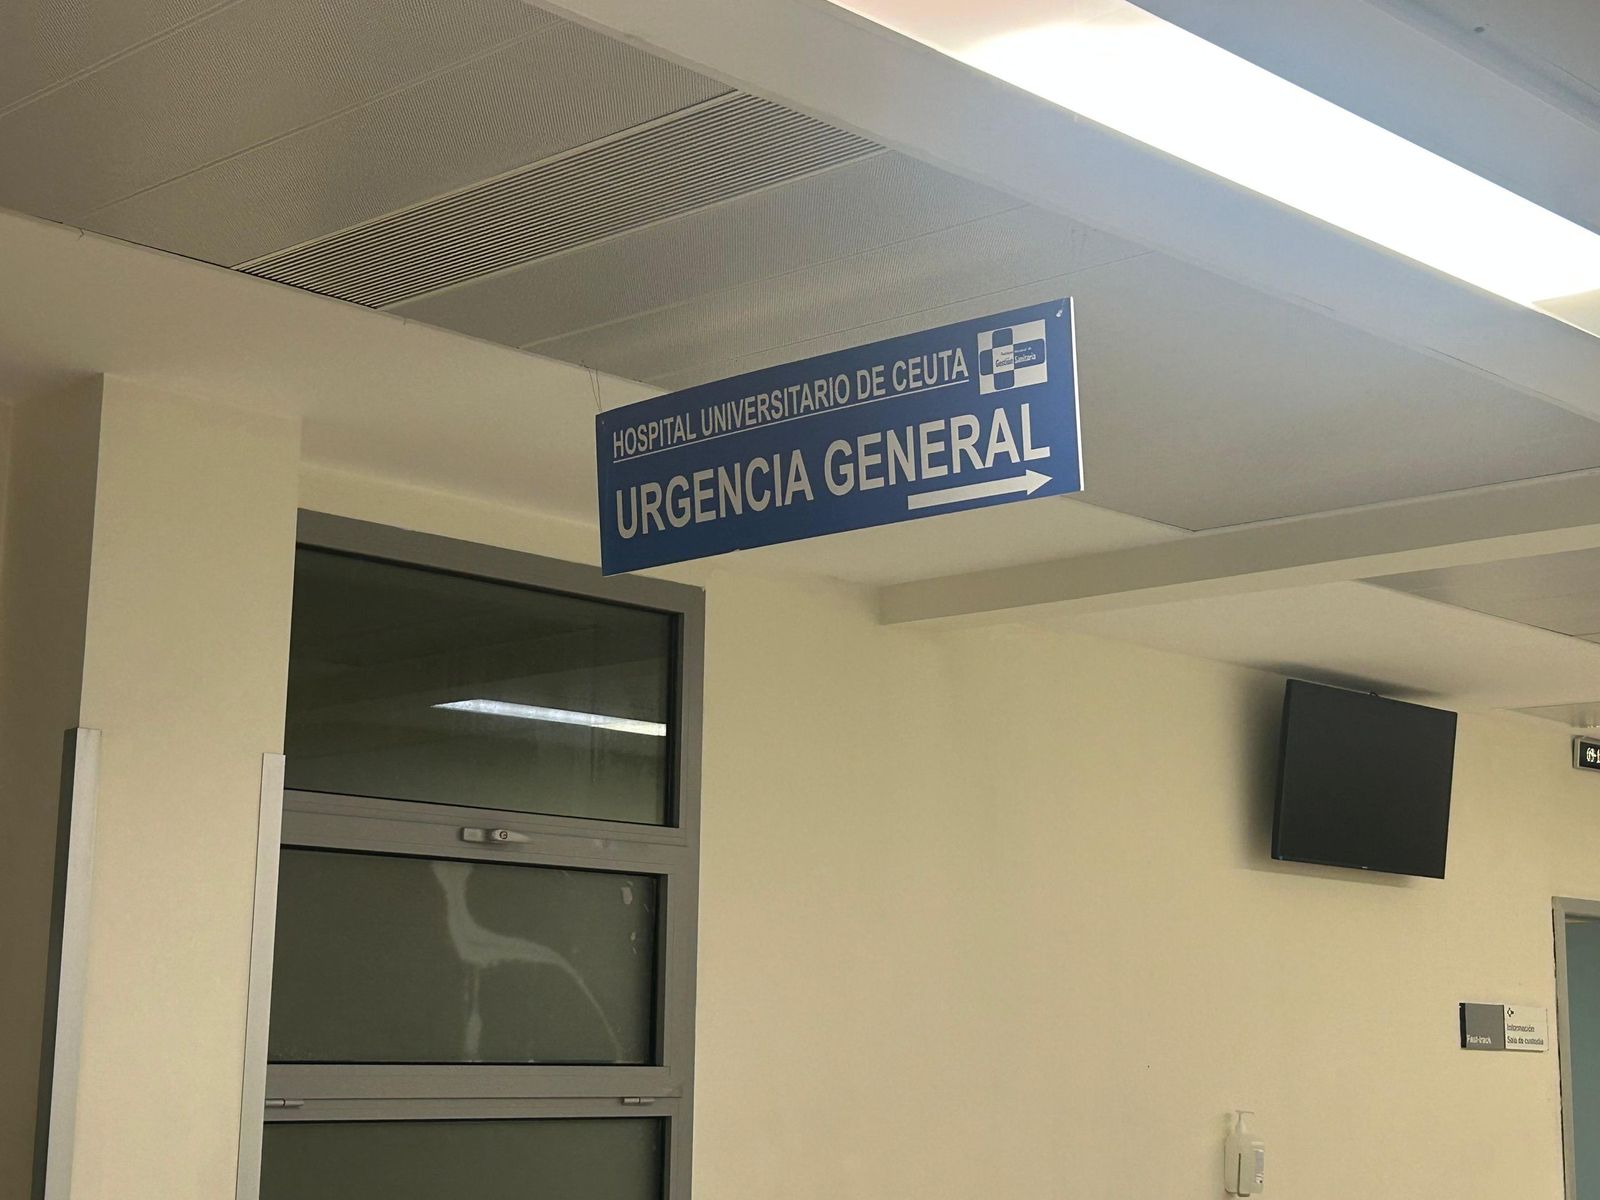 HOSPITAL UNIVERSITARIO DE CEUTA
Gestión Sanitaria
URGENCIA GENERAL
Fast-track
Información
Sala de custodia